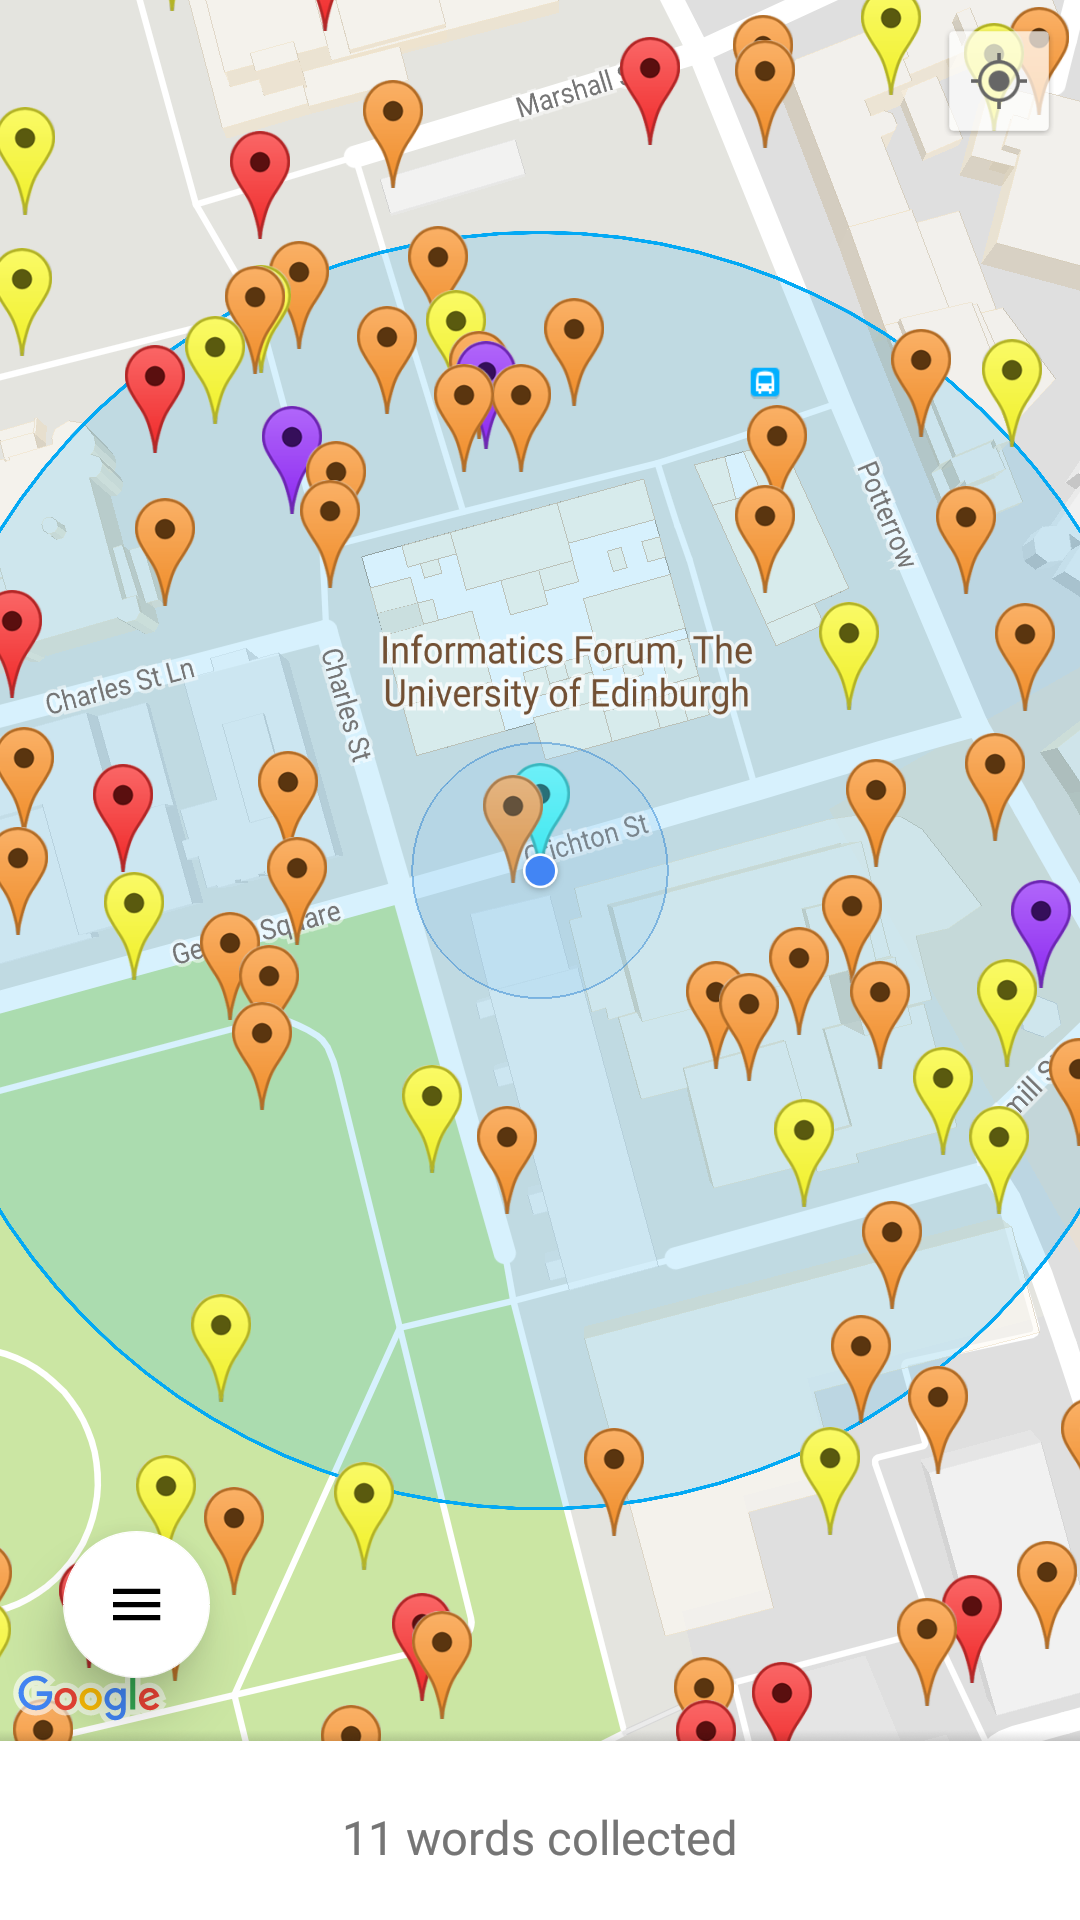 Marshall
Potterrow
Informatics Forum, The
University of Edinburgh
Charles St Ln
Charles St
Crichton St
Square
Google
11 words collected